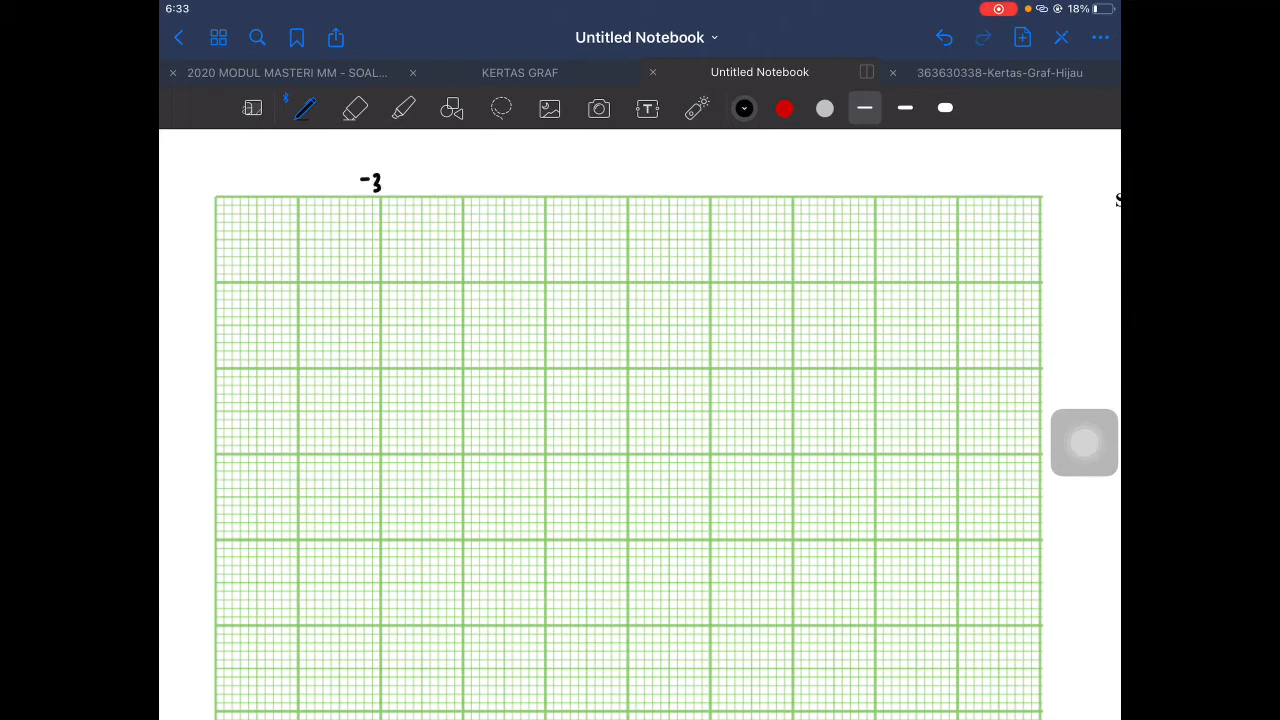 6:33
18%
Untitled Notebook
2020 MODUL MASTERI MM - SOAL...
KERTAS GRAF
Untitled Notebook
363630338-Kertas-Graf-Hijau
T
-3
S